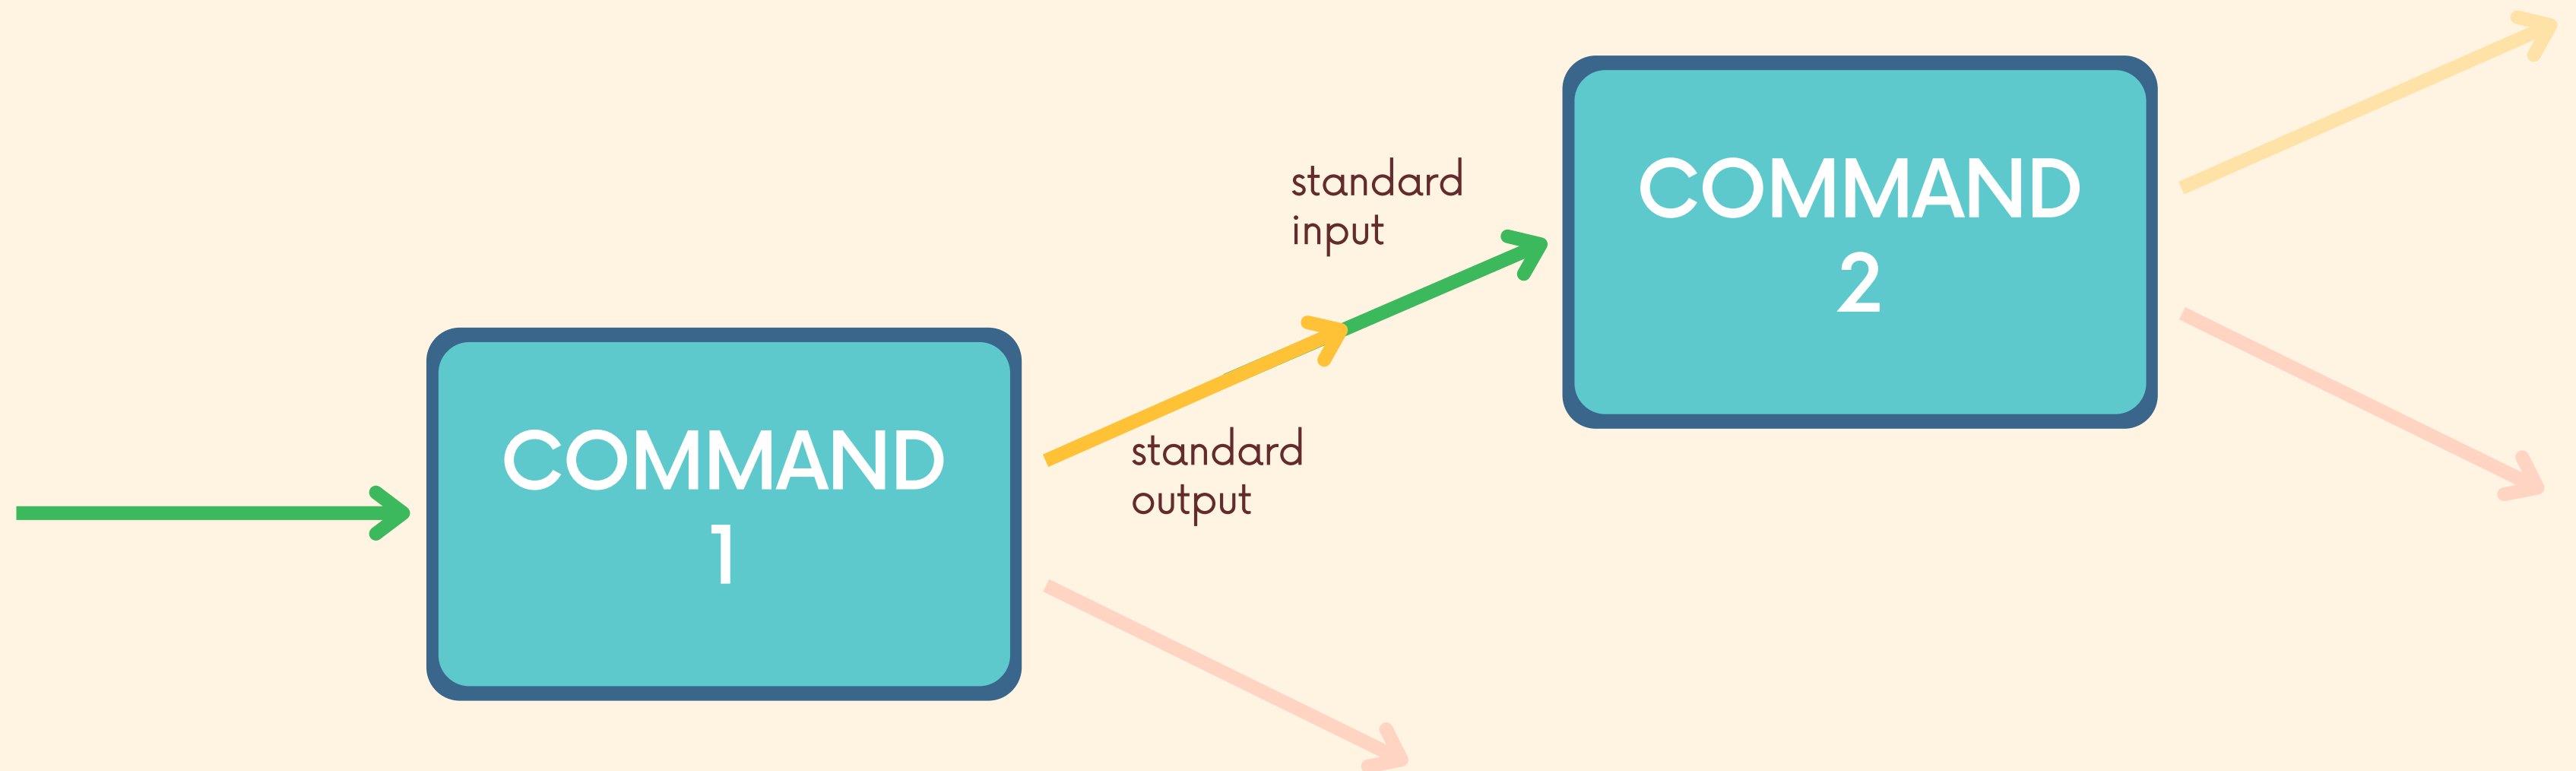 COMMAND
1
standard
output
standard
input
COMMAND
2